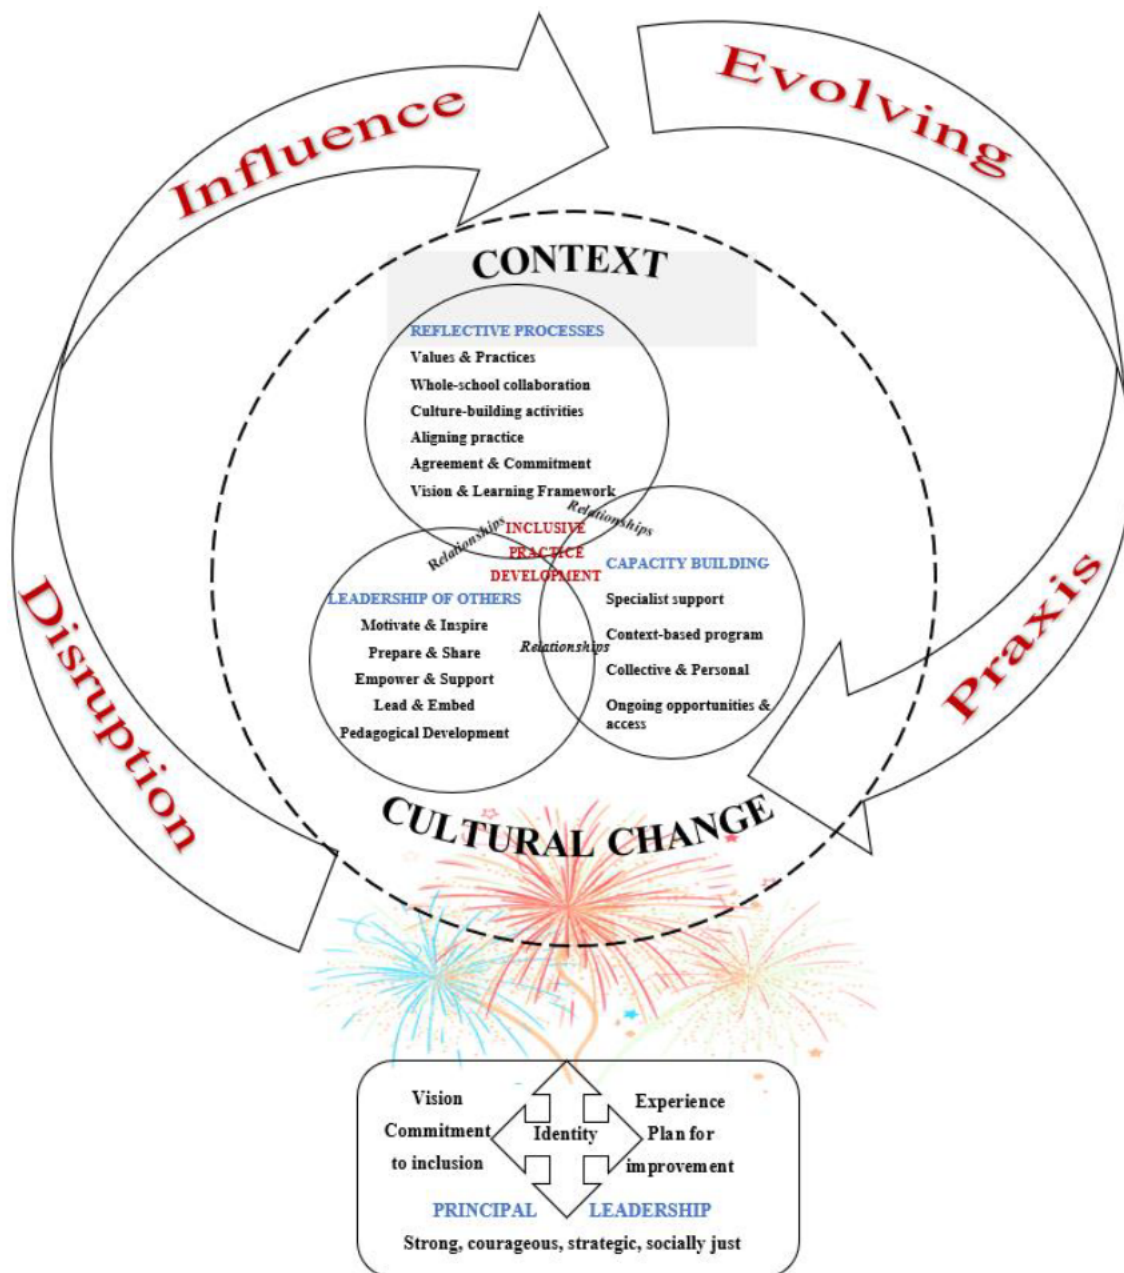 Influence
Evolving
Disruption
Praxis
CONTEXT
REFLECTIVE PROCESSES
Values & Practices
Whole-school collaboration
Culture-building activities
Aligning practice
Agreement & Commitment
Vision & Learning Framework
Relationships
Relationships
INCLUSIVE
PRACTICE
DEVELOPMENT
LEADERSHIP OF OTHERS
Motivate & Inspire
Prepare & Share
Empower & Support
Lead & Embed
Pedagogical Development
Relationships
CAPACITY BUILDING
Specialist support
Context-based program
Collective & Personal
Ongoing opportunities &
access
CULTURAL CHANGE
Vision
Commitment
to inclusion
Identity
Experience
Plan for
improvement
PRINCIPAL LEADERSHIP
Strong, courageous, strategic, socially just